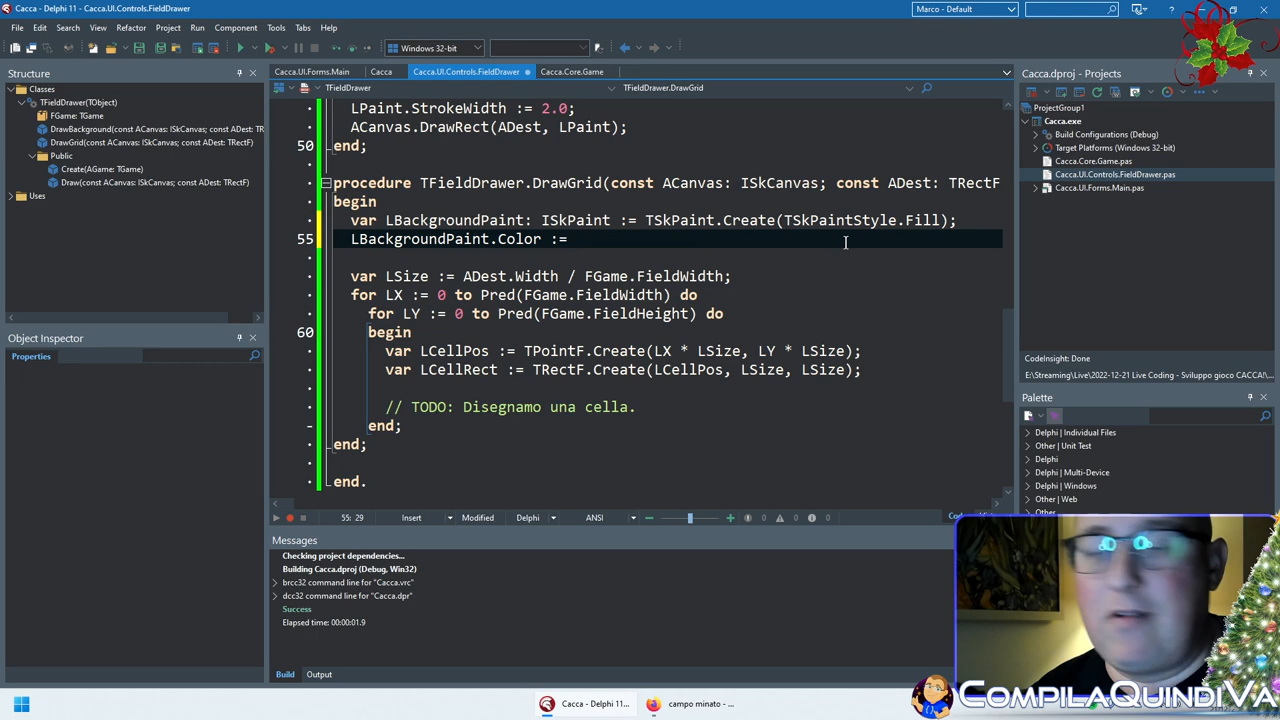 Cacca - Delphi 11 - Cacca.UI.Controls.FieldDrawer
Marco - Default
File Edit Search View Refactor Project Run Component Tools Tabs Help
Windows 32-bit
Structure
Classes
TFieldDrawer(TObject)
FGame: TGame
DrawBackground(const ACanvas: ISkCanvas; const ADest: TR
DrawGrid(const ACanvas: ISkCanvas; const ADest: TRectF)
Public
Create(AGame: TGame)
Draw(const ACanvas: ISkCanvas; const ADest: TRectF)
Uses
Object Inspector
Properties
Cacca.UI.Forms.Main Cacca Cacca.UI.Controls.FieldDrawer Cacca.Core.Game
TFieldDrawer TFieldDrawer.DrawGrid
LPaint.StrokeWidth := 2.0;
ACanvas.DrawRect(ADest, LPaint);
50 end;
procedure TFieldDrawer.DrawGrid(const ACanvas: ISkCanvas; const ADest: TRectF
begin
var LBackgroundPaint: ISkPaint := TSkPaint.Create(TSkPaintStyle.Fill);
55 LBackgroundPaint.Color :=
var LSize := ADest.Width / FGame.FieldWidth;
for LX := 0 to Pred(FGame.FieldWidth) do
for LY := 0 to Pred(FGame.FieldHeight) do
60 begin
var LCellPos := TPointF.Create(LX * LSize, LY * LSize);
var LCellRect := TRectF.Create(LCellPos, LSize, LSize);
// TODO: Disegnamo una cella.
end;
end;
end.
55: 29 Insert Modified Delphi ANSI 0 0 0
Messages
Checking project dependencies...
Building Cacca.dproj (Debug, Win32)
brcc32 command line for "Cacca.vrc"
dcc32 command line for "Cacca.dpr"
Success
Elapsed time: 00:00:01.9
Build Output
Cacca.dproj - Projects
ProjectGroup1
Cacca.exe
Build Configurations (Debug)
Target Platforms (Windows 32-bit)
Cacca.Core.Game.pas
Cacca.UI.Controls.FieldDrawer.pas
Cacca.UI.Forms.Main.pas
CodeInsight: Done
E:\Streaming\Live\2022-12-21 Live Coding - Sviluppo gioco CACCA!\...
Palette
Delphi | Individual Files
Other | Unit Test
Delphi
Delphi | Multi-Device
Delphi | Windows
Other | Web
Other
COMPILAQUINDIVA
Cacca - Delphi 11... campo minato - ...